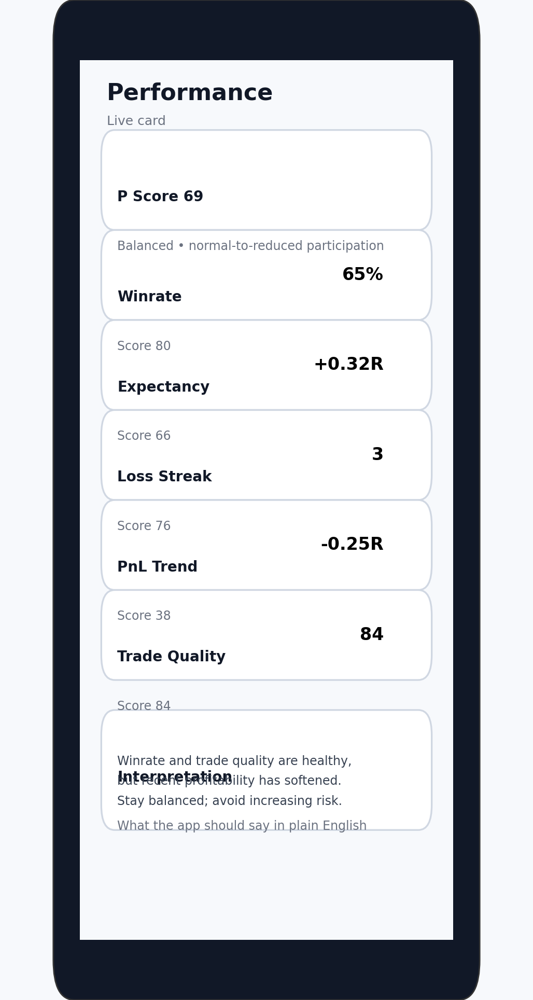 Performance
Live card
P Score 69
Balanced • normal-to-reduced participation
65%
Winrate
Score 80
+0.32R
Expectancy
Score 66
3
Loss Streak
Score 76
-0.25R
PnL Trend
Score 38
84
Trade Quality
Score 84
Winrate and trade quality are healthy,
Interpretation
but recent profitability has softened.
Stay balanced; avoid increasing risk.
What the app should say in plain English